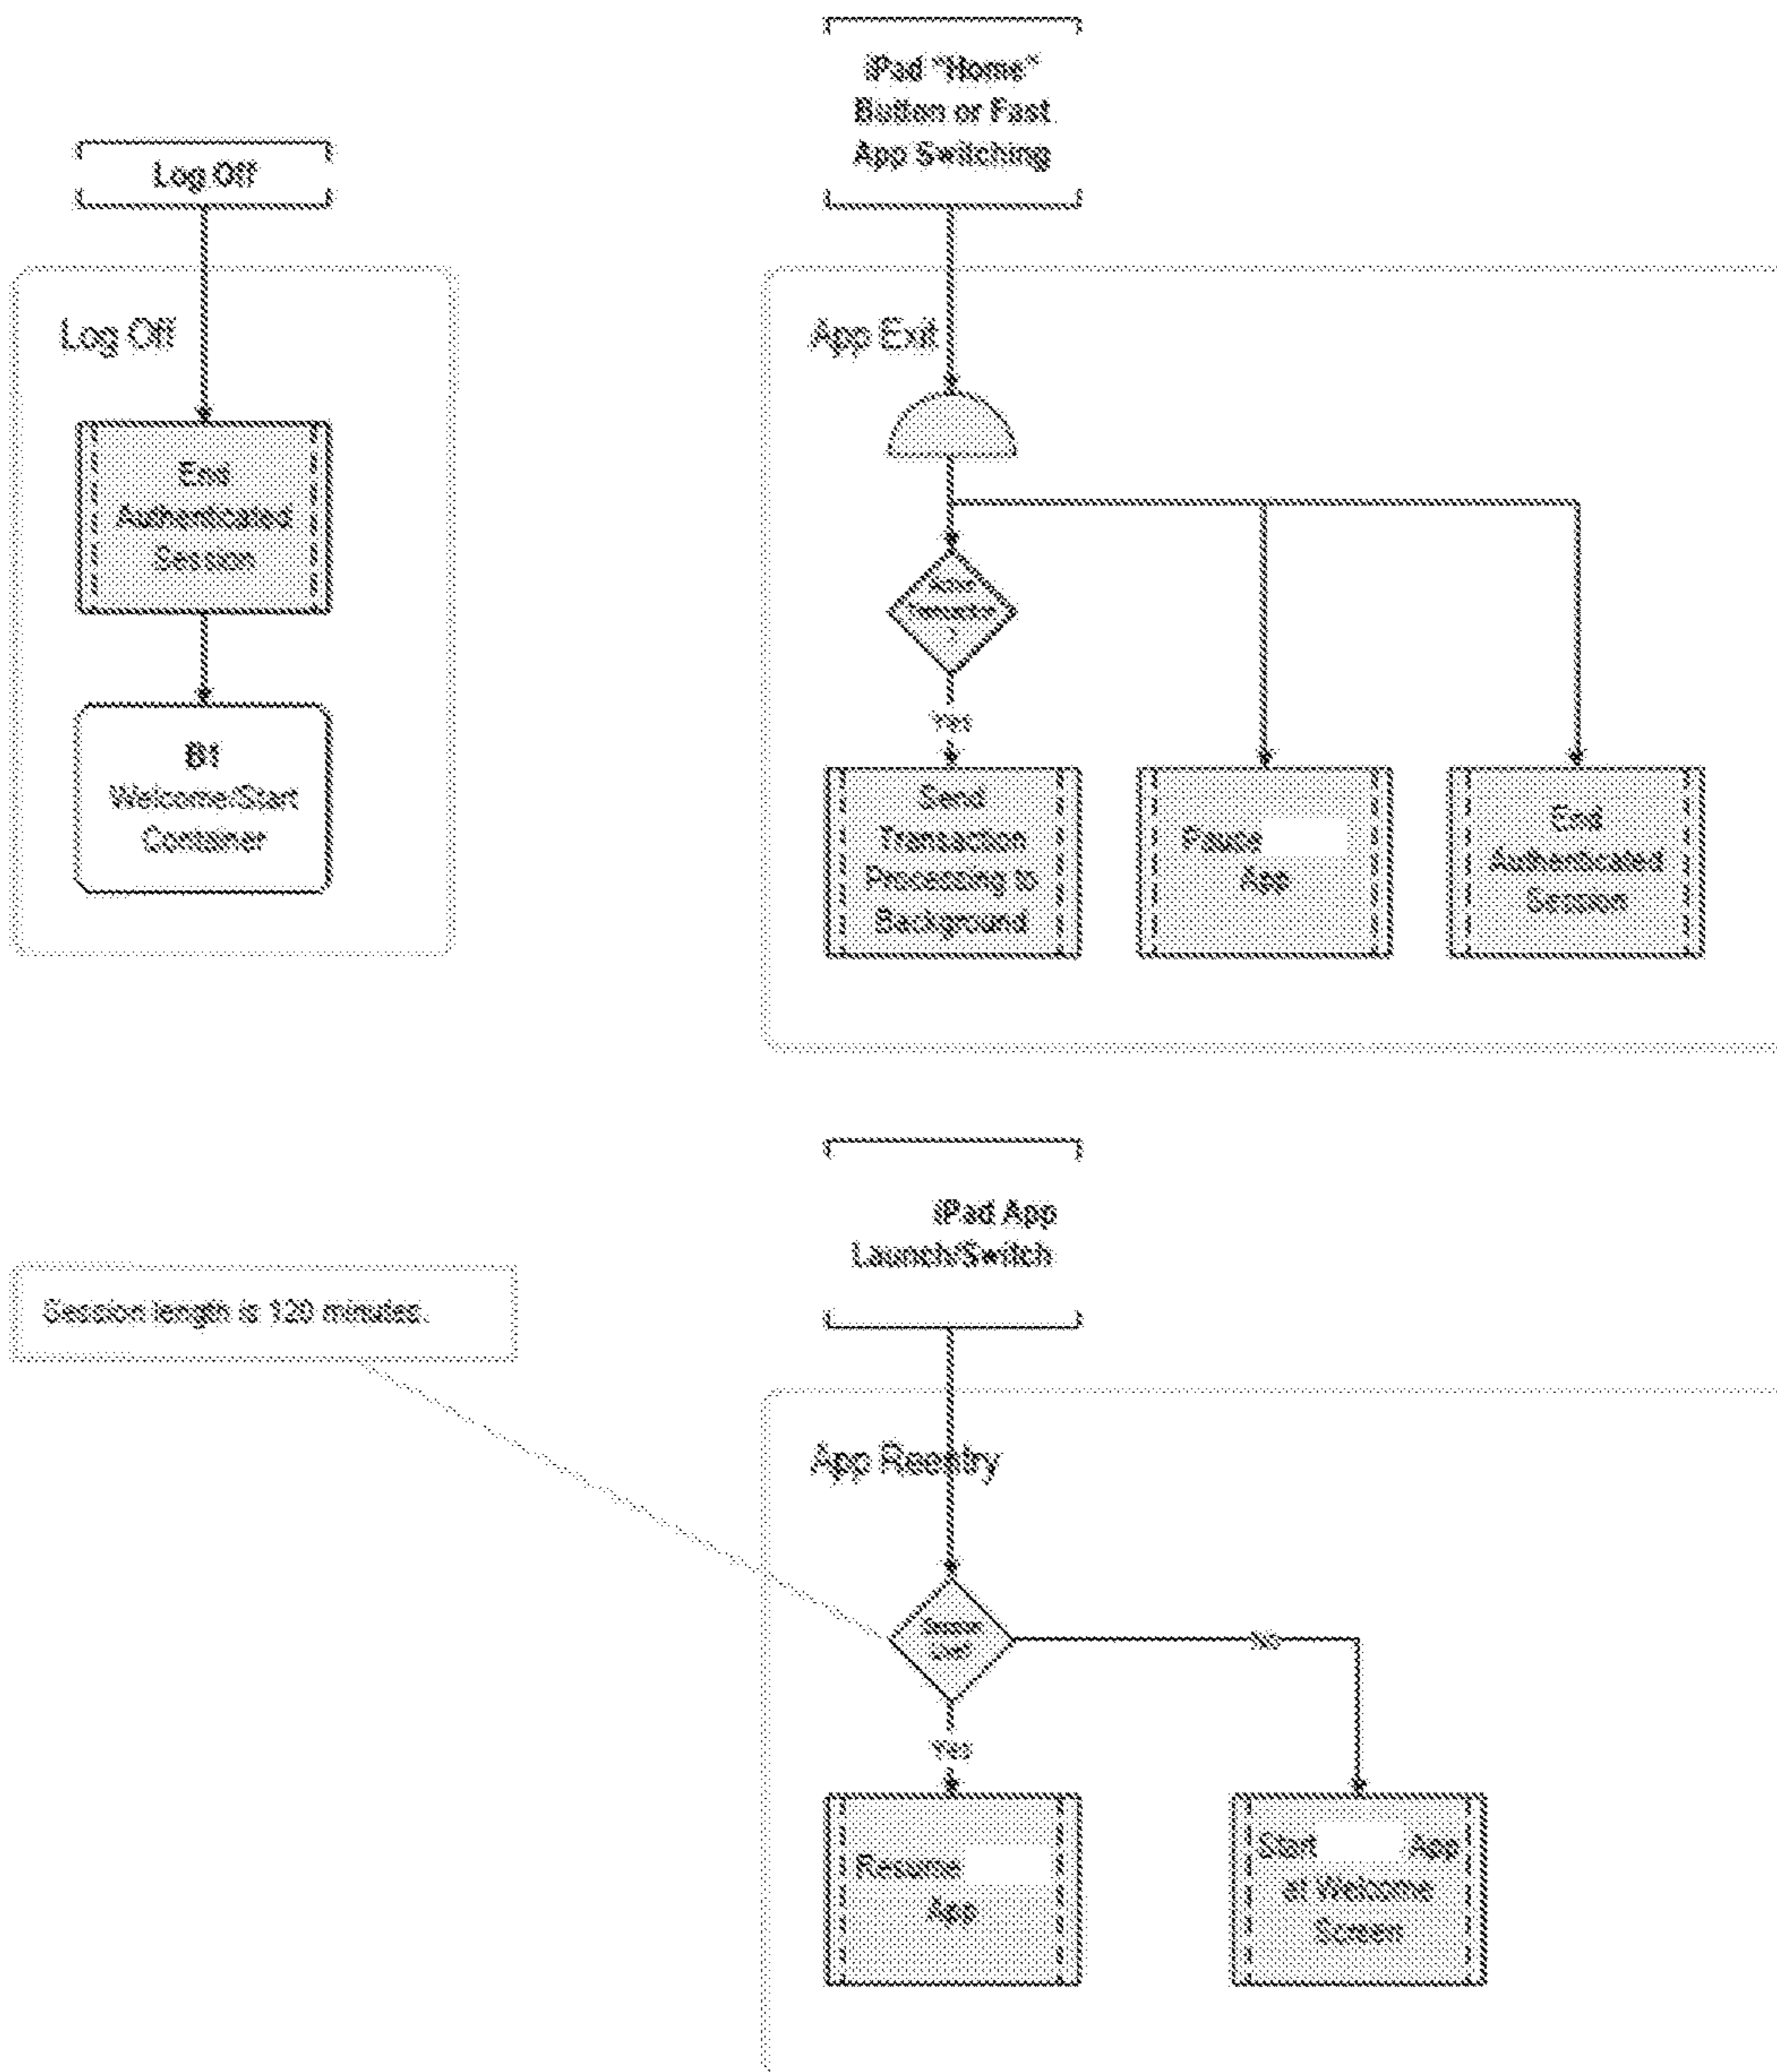 iPad "Home"
Button or Fast
App Switching
Log Off
Log Off
End
Authenticated
Session
B1
Welcome/Start
Container
App Exit
Transaction
?
Yes
Send
Transaction
Processing to
Background
Pause
App
End
Authenticated
Session
iPad App
Launch/Switch
Session length is 120 minutes.
App Reentry
Session
No
Yes
Resume
App
Start App
at Welcome
Screen